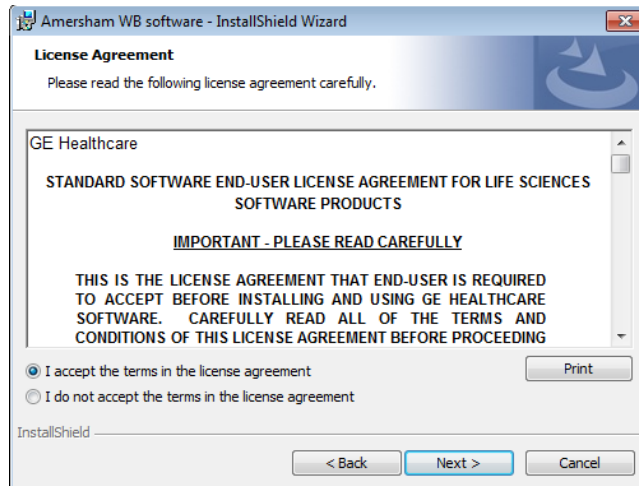 Amersham WB software - InstallShield Wizard
License Agreement
Please read the following license agreement carefully.
GE Healthcare
STANDARD SOFTWARE END-USER LICENSE AGREEMENT FOR LIFE SCIENCES
SOFTWARE PRODUCTS
IMPORTANT - PLEASE READ CAREFULLY
THIS IS THE LICENSE AGREEMENT THAT END-USER IS REQUIRED
TO ACCEPT BEFORE INSTALLING AND USING GE HEALTHCARE
SOFTWARE. CAREFULLY READ ALL OF THE TERMS AND
CONDITIONS OF THIS LICENSE AGREEMENT BEFORE PROCEEDING
I accept the terms in the license agreement
Print
I do not accept the terms in the license agreement
InstallShield
< Back
Next >
Cancel